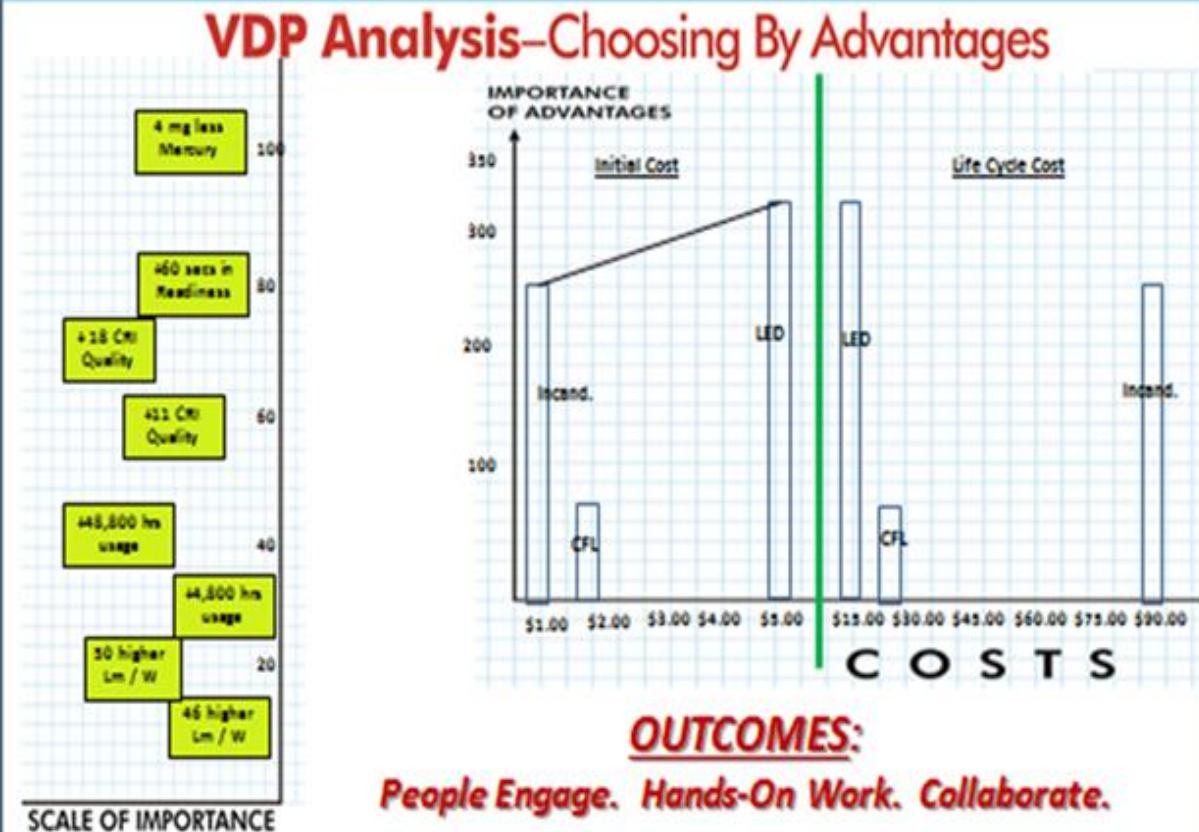 VDP Analysis–Choosing By Advantages
4 mg less
Mercury
100
+60 secs in
Readiness
80
+18 CRI
Quality
+11 CRI
Quality
60
+48,800 hrs
usage
40
+4,800 hrs
usage
50 higher
Lm / W
20
46 higher
Lm / W
SCALE OF IMPORTANCE
IMPORTANCE
OF ADVANTAGES
350
300
200
100
Initial Cost
Incand.
CFL
LED
$1.00 $2.00 $3.00 $4.00 $5.00
Life Cycle Cost
LED
CFL
Incand.
$15.00 $30.00 $45.00 $60.00 $75.00 $90.00
COSTS
OUTCOMES:
People Engage. Hands-On Work. Collaborate.